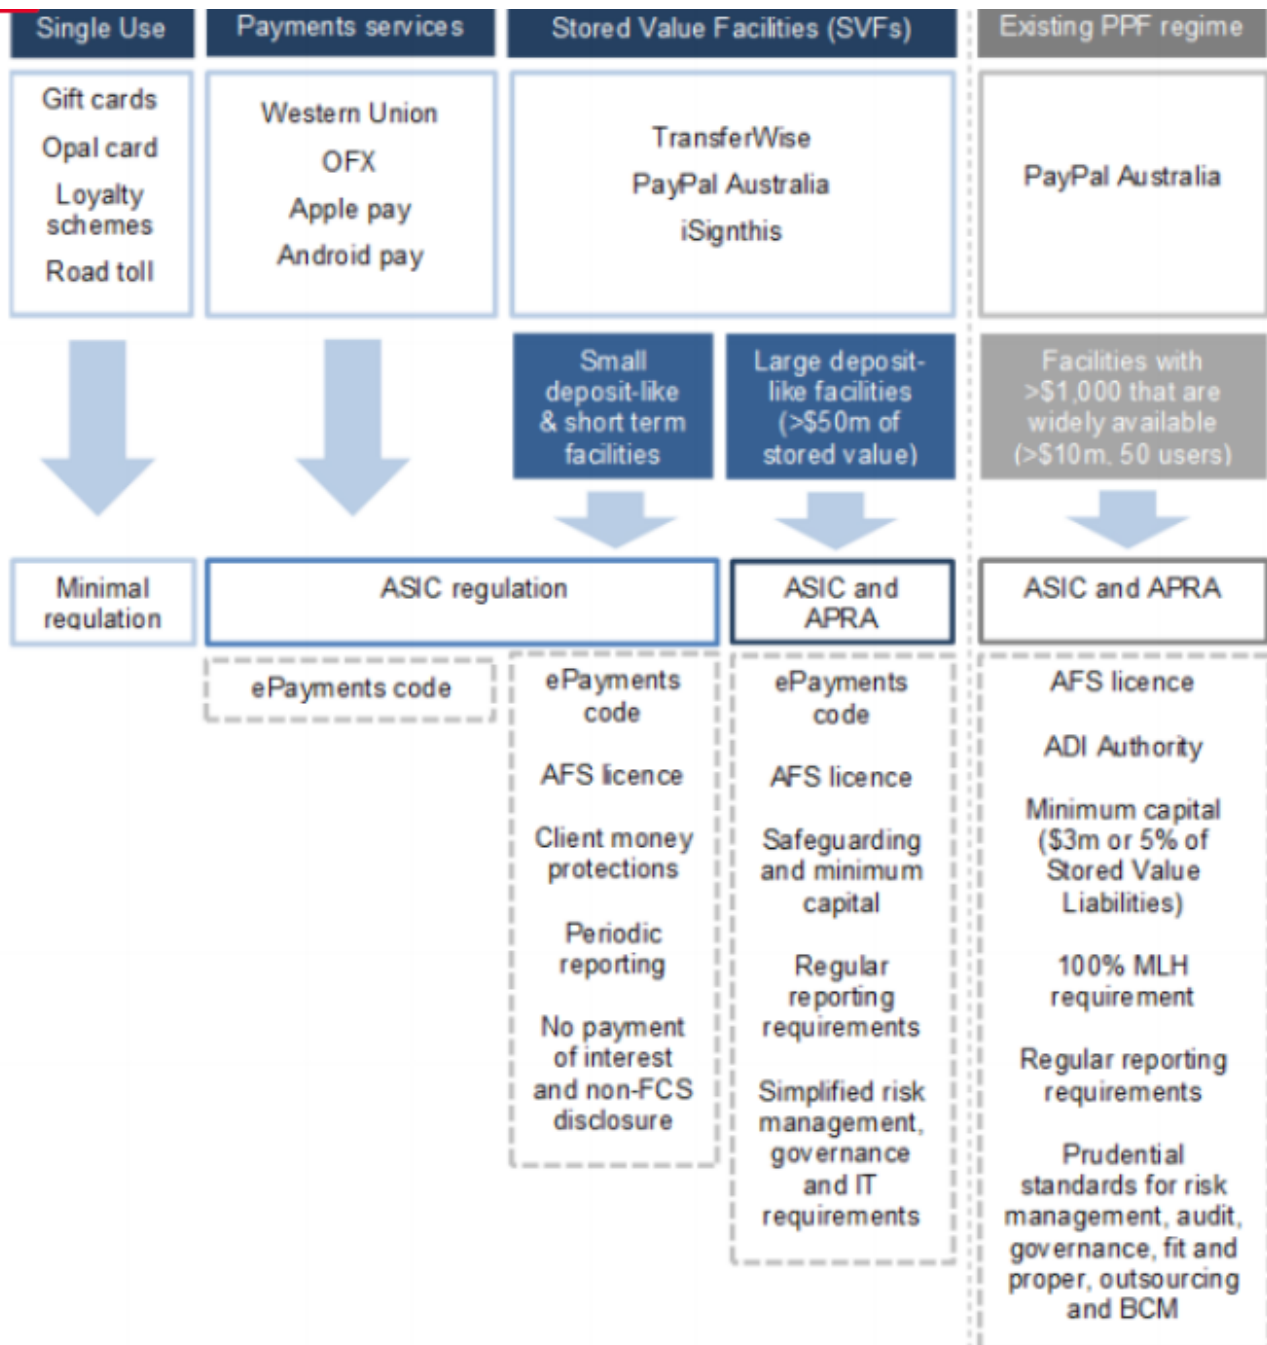 Single Use
Payments services
Stored Value Facilities (SVFs)
Existing PPF regime
Gift cards
Opal card
Loyalty
schemes
Road toll
Western Union
OFX
Apple pay
Android pay
TransferWise
PayPal Australia
iSignthis
PayPal Australia
Small
deposit-like
& short term
facilities
Large deposit-
like facilities
(>$50m of
stored value)
Facilities with
>$1,000 that are
widely available
(>$10m, 50 users)
Minimal
regulation
ASIC regulation
ASIC and
APRA
ASIC and APRA
ePayments code
ePayments
code
AFS licence
Client money
protections
Periodic
reporting
No payment
of interest
and non-FCS
disclosure
ePayments
code
AFS licence
Safeguarding
and minimum
capital
Regular
reporting
requirements
Simplified risk
management,
governance
and IT
requirements
AFS licence
ADI Authority
Minimum capital
($3m or 5% of
Stored Value
Liabilities)
100% MLH
requirement
Regular reporting
requirements
Prudential
standards for risk
management, audit,
governance, fit and
proper, outsourcing
and BCM